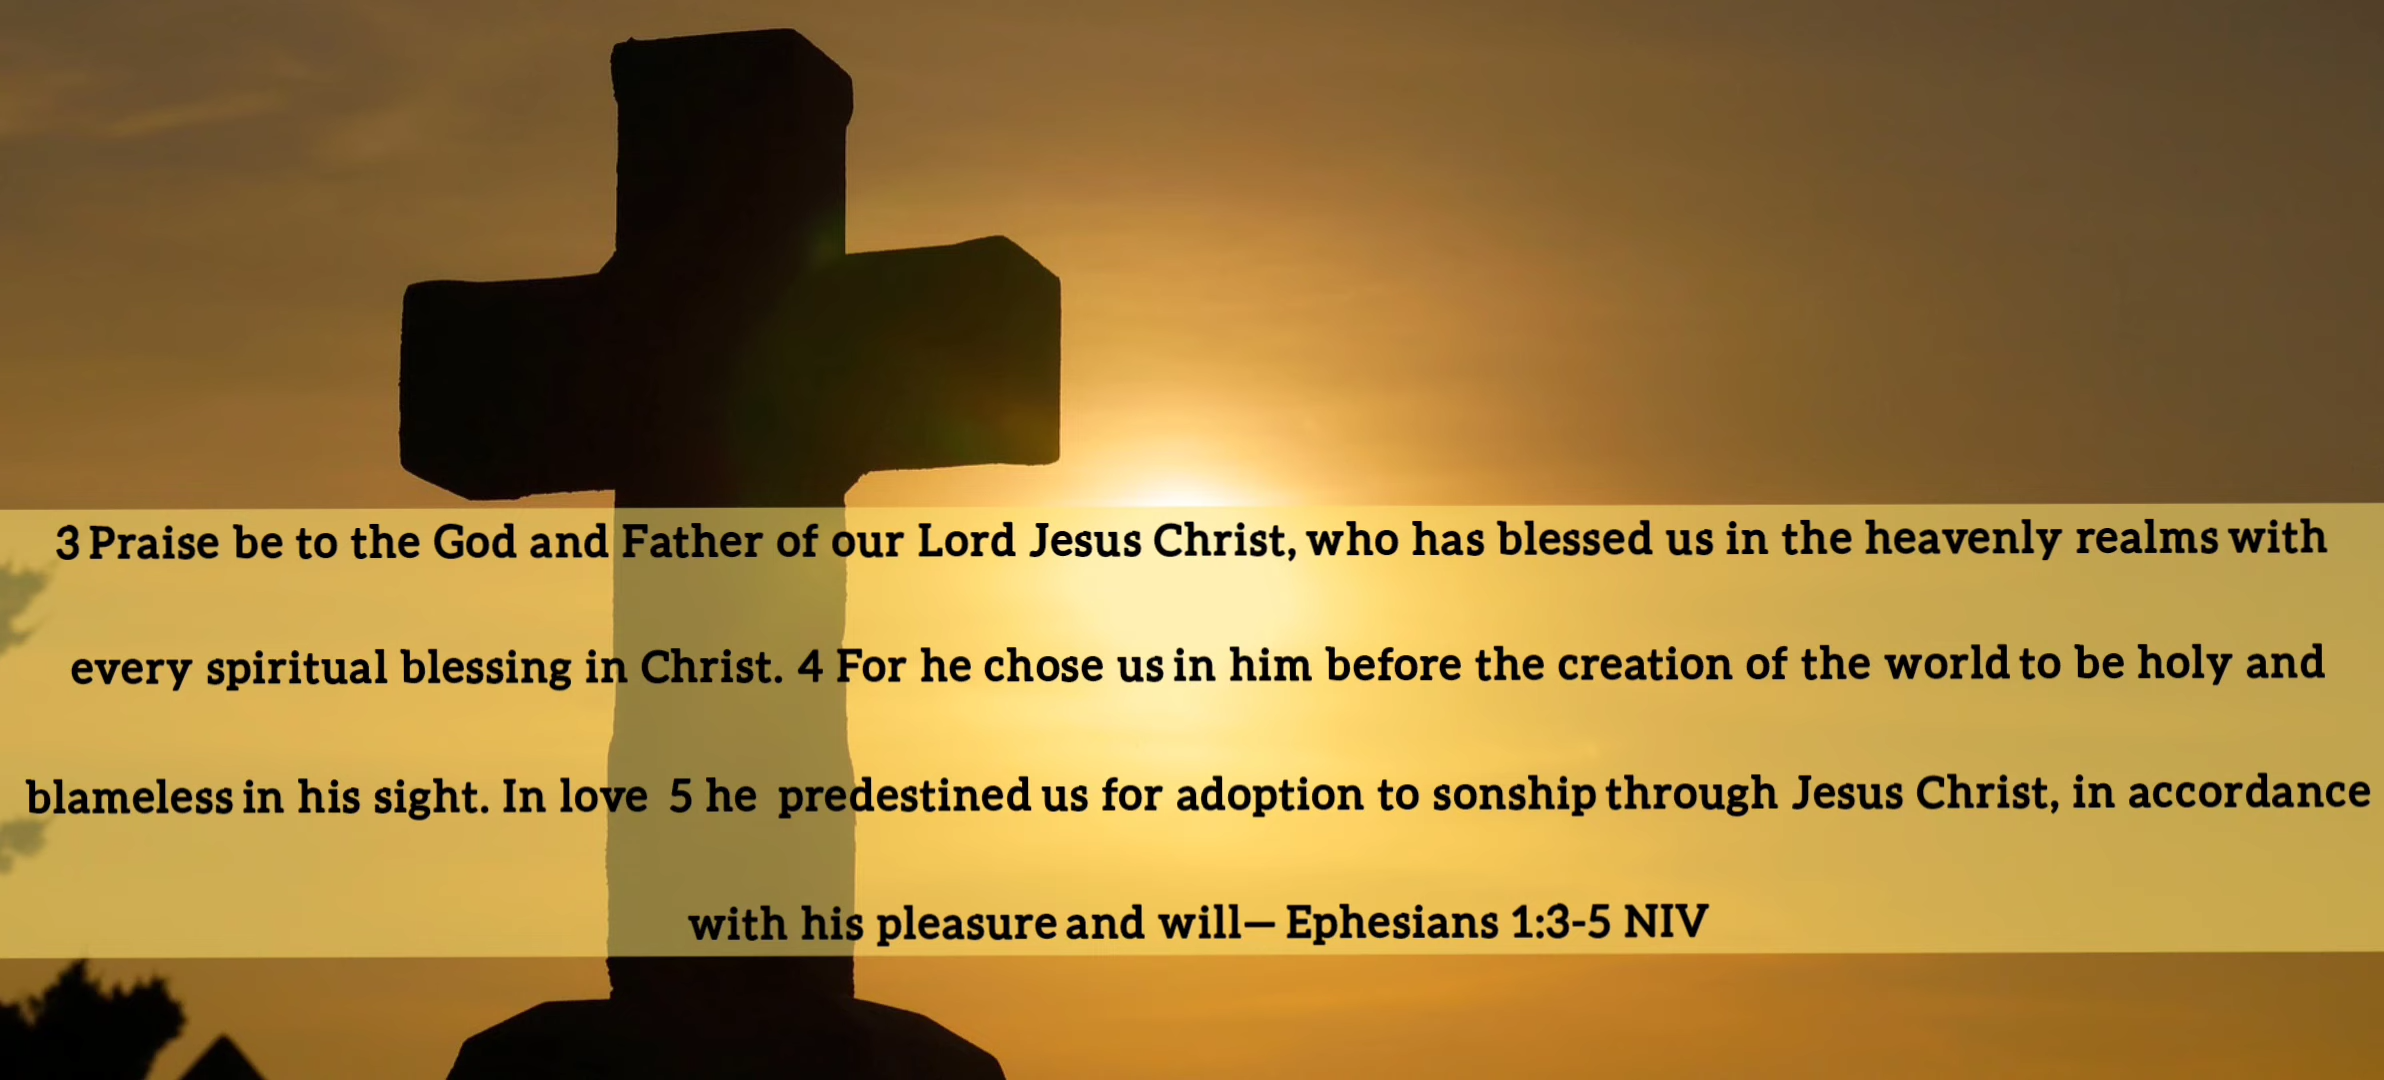 3 Praise be to the God and Father of our Lord Jesus Christ, who has blessed us in the heavenly realms with
every spiritual blessing in Christ. 4 For he chose us in him before the creation of the world to be holy and
blameless in his sight. In love 5 he predestined us for adoption to sonship through Jesus Christ, in accordance
with his pleasure and will— Ephesians 1:3-5 NIV